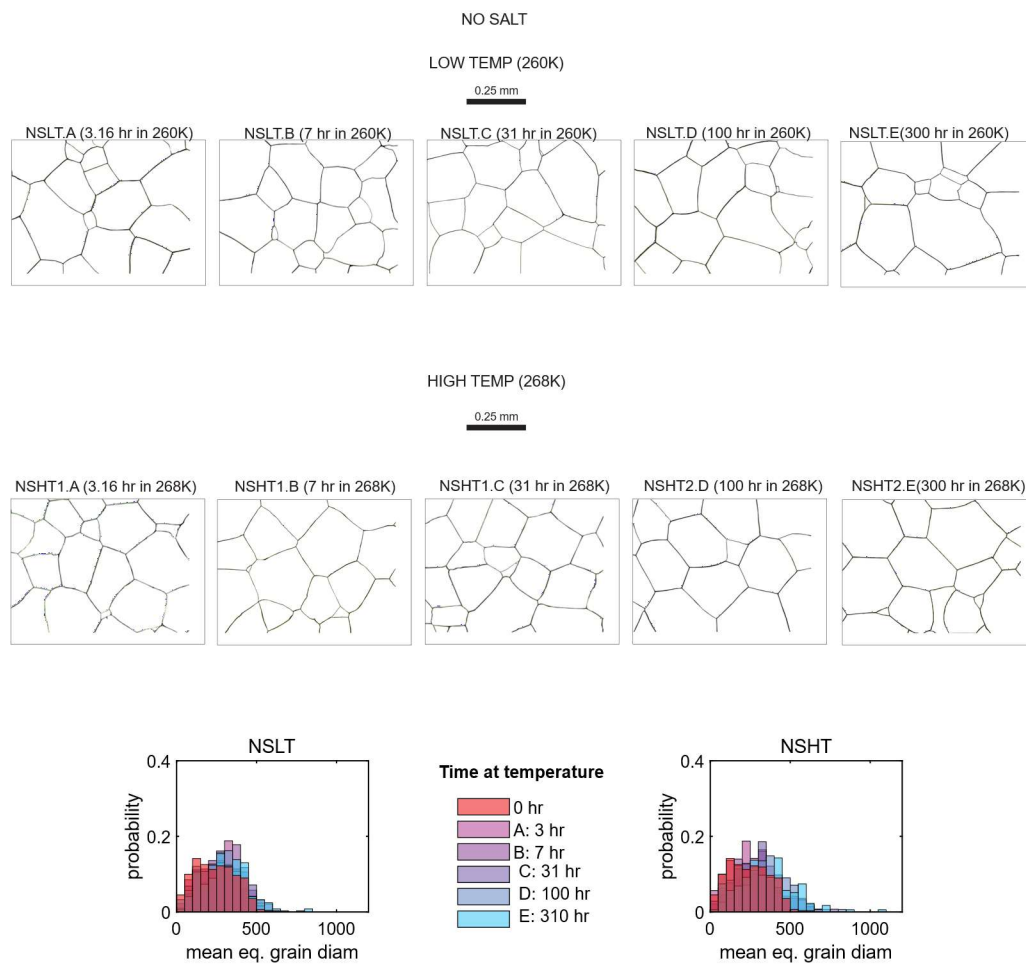 NO SALT
LOW TEMP (260K)
0.25 mm
NSLT.A (3.16 hr in 260K)
NSLT.B (7 hr in 260K)
NSLT.C (31 hr in 260K)
NSLT.D (100 hr in 260K)
NSLT.E(300 hr in 260K)
HIGH TEMP (268K)
0.25 mm
NSHT1.A (3.16 hr in 268K)
NSHT1.B (7 hr in 268K)
NSHT1.C (31 hr in 268K)
NSHT2.D (100 hr in 268K)
NSHT2.E(300 hr in 268K)
NSLT
0.4
0.2
0
probability
0
500
1000
mean eq. grain diam
Time at temperature
0 hr
A: 3 hr
B: 7 hr
C: 31 hr
D: 100 hr
E: 310 hr
NSHT
0.4
0.2
0
probability
0
500
1000
mean eq. grain diam